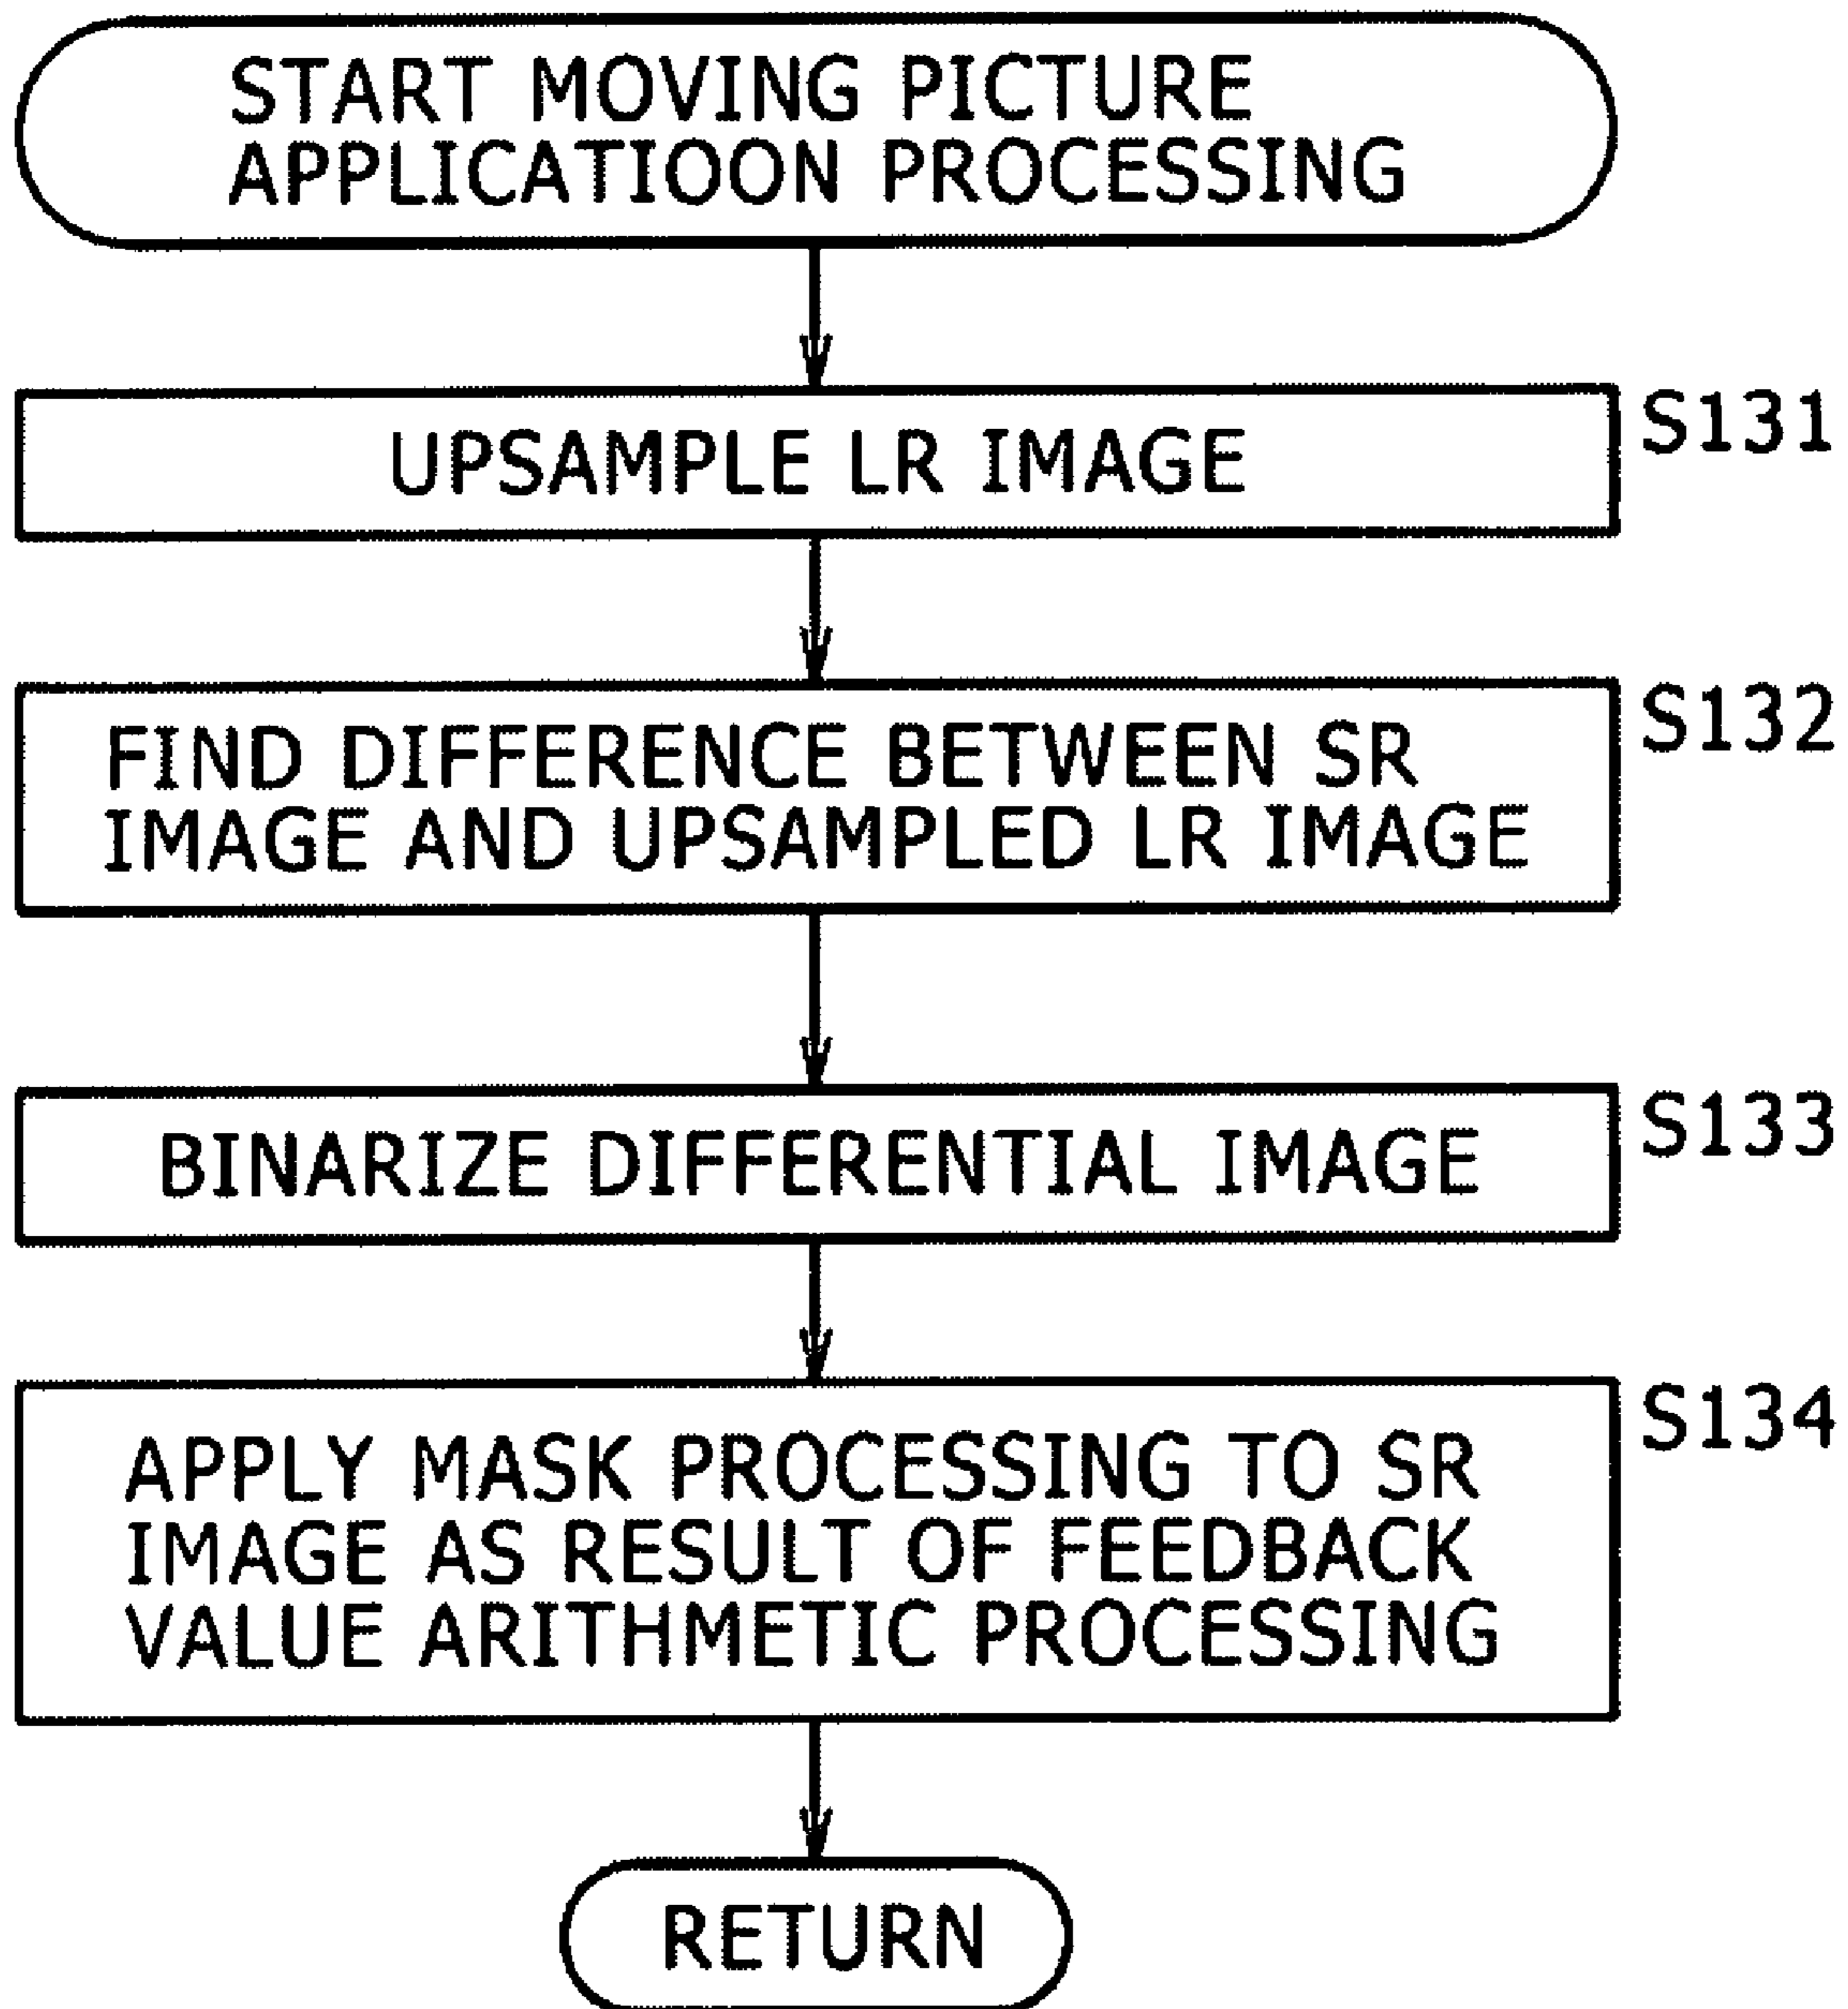 START MOVING PICTURE
APPLICATIOON PROCESSING
UPSAMPLE LR IMAGE
S131
FIND DIFFERENCE BETWEEN SR
IMAGE AND UPSAMPLED LR IMAGE
S132
BINARIZE DIFFERENTIAL IMAGE
S133
APPLY MASK PROCESSING TO SR
IMAGE AS RESULT OF FEEDBACK
VALUE ARITHMETIC PROCESSING
S134
RETURN